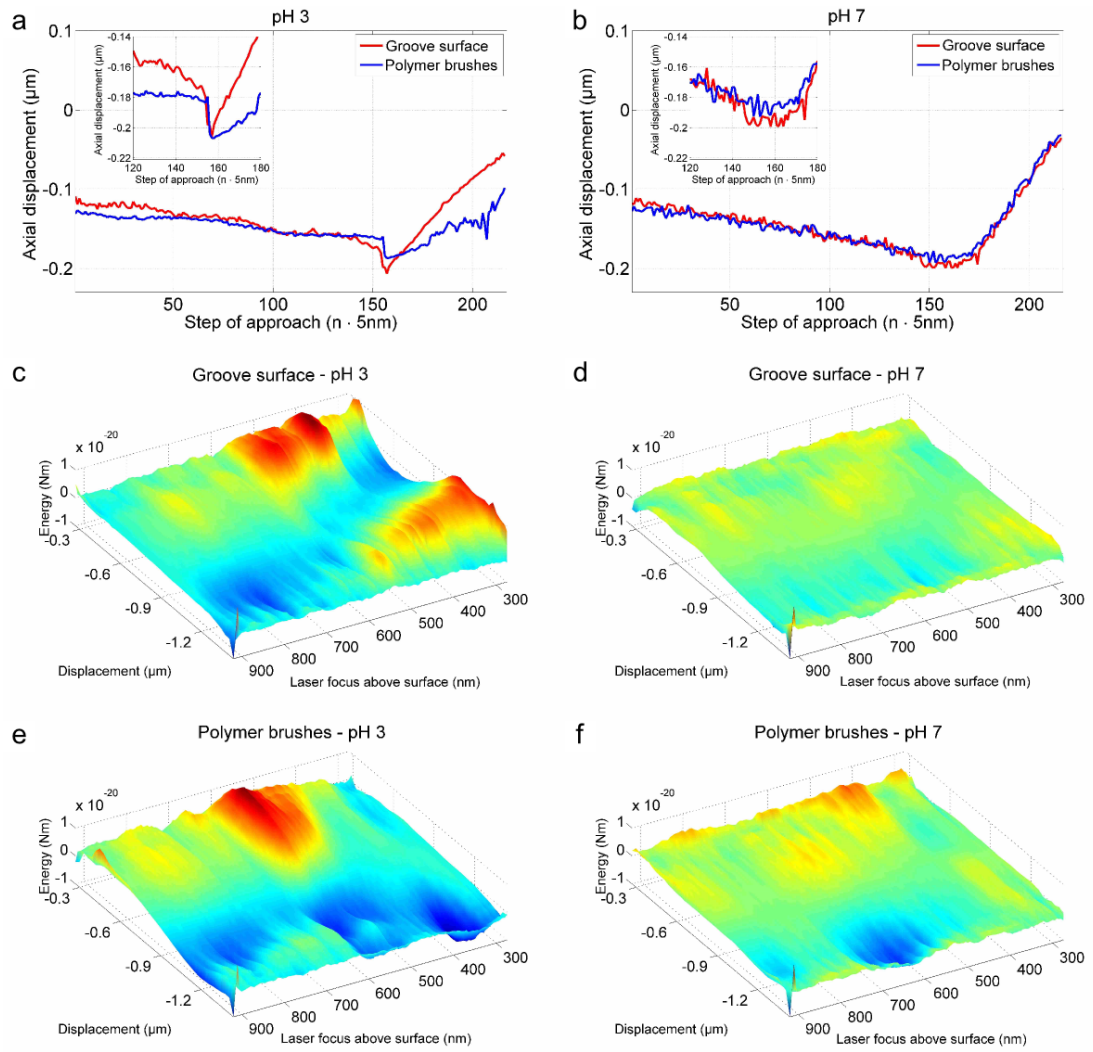 a
pH 3
0.1
0
-0.1
-0.2
Axial displacement (µm)
50
100
150
200
Step of approach (n · 5nm)
Groove surface
Polymer brushes
-0.14
-0.16
-0.18
-0.2
-0.22
Axial displacement (µm)
120
140
160
180
Step of approach (n · 5nm)
b
pH 7
0.1
0
-0.1
-0.2
Axial displacement (µm)
50
100
150
200
Step of approach (n · 5nm)
Groove surface
Polymer brushes
-0.14
-0.16
-0.18
-0.2
-0.22
Axial displacement (µm)
120
140
160
180
Step of approach (n · 5nm)
c
Groove surface - pH 3
x 10⁻²⁰
1
0
-1
Energy (Nm)
-0.3
-0.6
-0.9
-1.2
Displacement (µm)
900
800
700
600
500
400
300
Laser focus above surface (nm)
d
Groove surface - pH 7
x 10⁻²⁰
1
0
-1
Energy (Nm)
-0.3
-0.6
-0.9
-1.2
Displacement (µm)
900
800
700
600
500
400
300
Laser focus above surface (nm)
e
Polymer brushes - pH 3
x 10⁻²⁰
1
0
-1
Energy (Nm)
-0.3
-0.6
-0.9
-1.2
Displacement (µm)
900
800
700
600
500
400
300
Laser focus above surface (nm)
f
Polymer brushes - pH 7
x 10⁻²⁰
1
0
-1
Energy (Nm)
-0.3
-0.6
-0.9
-1.2
Displacement (µm)
900
800
700
600
500
400
300
Laser focus above surface (nm)